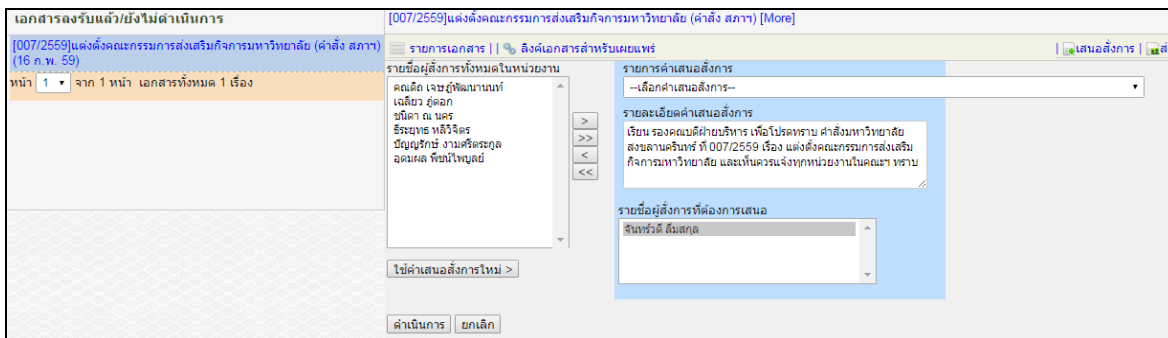 เอกสารลงรับแล้ว/ยังไม่ดำเนินการ
[007/2559]แต่งตั้งคณะกรรมการส่งเสริมกิจการมหาวิทยาลัย (คำสั่ง สภาฯ)
(16 ก.พ. 59)
หน้า 1 จาก 1 หน้า เอกสารทั้งหมด 1 เรื่อง
[007/2559]แต่งตั้งคณะกรรมการส่งเสริมกิจการมหาวิทยาลัย (คำสั่ง สภาฯ) [More]
รายการเอกสาร | | ลิงค์เอกสารสำหรับเผยแพร่
| เสนอสั่งการ |
รายชื่อผู้สั่งการทั้งหมดในหน่วยงาน
คณดิถ เจษฎ์พัฒนานนท์
เฉลียว ภู่ดอก
ชนิดา ณ นคร
ธีระยุทธ หลีวิจิตร
ปัญญรักษ์ งามศรีตระกูล
อุดมผล พืชน์ไพบูลย์
>
>>
<
<<
ใช้คำเสนอสั่งการใหม่ >
รายการคำเสนอสั่งการ
--เลือกคำเสนอสั่งการ--
รายละเอียดคำเสนอสั่งการ
เรียน รองคณบดีฝ่ายบริหาร เพื่อโปรดทราบ คำสั่งมหาวิทยาลัย
สงขลานครินทร์ ที่ 007/2559 เรื่อง แต่งตั้งคณะกรรมการส่งเสริม
กิจการมหาวิทยาลัย และเห็นควรแจ้งทุกหน่วยงานในคณะฯ ทราบ
รายชื่อผู้สั่งการที่ต้องการเสนอ
จันทร์วดี ลิ่มสกุล
ดำเนินการ ยกเลิก